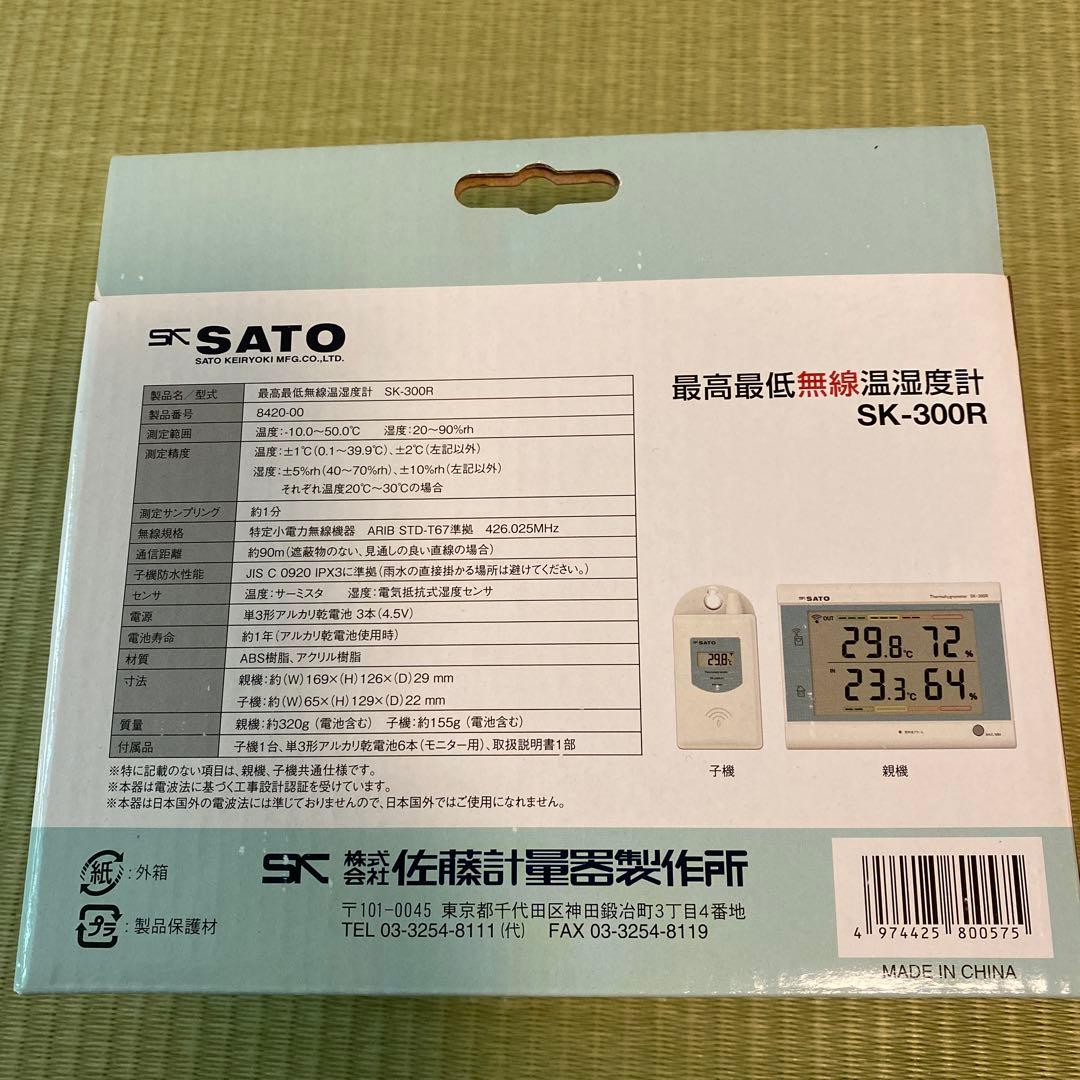 SK SATO
SATO KEIRYOKI MFG.CO.,LTD.
製品名／型式 最高最低無線温湿度計 SK-300R
製品番号 8420-00
測定範囲 温度:-10.0～50.0℃ 湿度:20～90%rh
測定精度 温度:±1℃(0.1～39.9℃)、±2℃(左記以外)
湿度:±5%rh(40～70%rh)、±10%rh(左記以外)
それぞれ温度20℃～30℃の場合
測定サンプリング 約1分
無線規格 特定小電力無線機器 ARIB STD-T67準拠 426.025MHz
通信距離 約90m(遮蔽物のない、見通しの良い直線の場合)
子機防水性能 JIS C 0920 IPX3に準拠(雨水の直接掛かる場所は避けてください。)
センサ 温度:サーミスタ 湿度:電気抵抗式湿度センサ
電源 単3形アルカリ乾電池 3本(4.5V)
電池寿命 約1年(アルカリ乾電池使用時)
材質 ABS樹脂、アクリル樹脂
寸法 親機:約(W)169×(H)126×(D)29 mm
子機:約(W)65×(H)129×(D)22 mm
質量 親機:約320g (電池含む) 子機:約155g (電池含む)
付属品 子機1台、単3形アルカリ乾電池6本(モニター用)、取扱説明書1部
※特に記載のない項目は、親機、子機共通仕様です。
※本器は電波法に基づく工事設計認証を受けています。
※本器は日本国外の電波法には準じておりませんので、日本国外ではご使用になれません。
最高最低無線温湿度計
SK-300R
SATO
29.8℃
子機
SATO
Thermohygrometer SK-300R
OUT
29.8℃ 72%
IN
23.3℃ 64%
親機
紙:外箱
プラ:製品保護材
SK 株式会社 佐藤計量器製作所
〒101-0045 東京都千代田区神田鍛冶町3丁目4番地
TEL 03-3254-8111(代) FAX 03-3254-8119
4 974425 800575
MADE IN CHINA